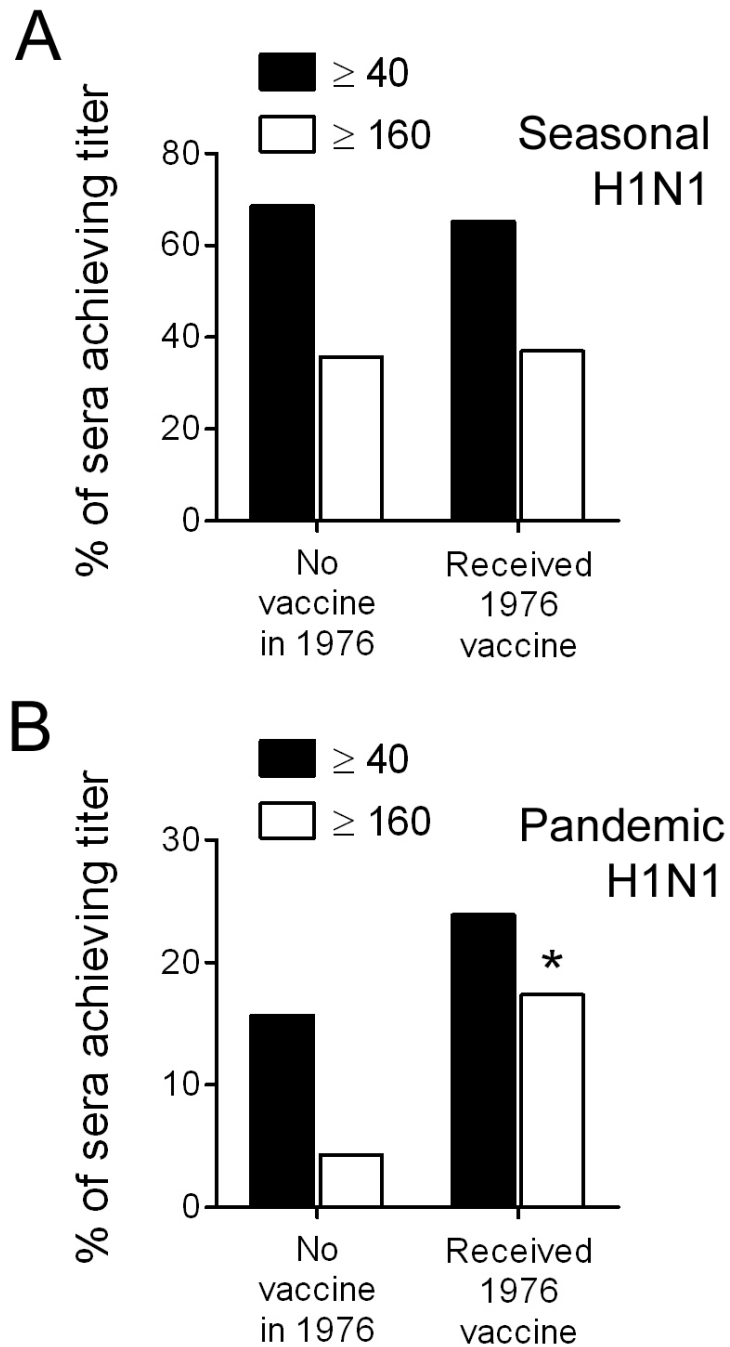 A
≥ 40
≥ 160
Seasonal
H1N1
% of sera achieving titer
80
60
40
20
0
No
vaccine
in 1976
Received
1976
vaccine
B
≥ 40
≥ 160
Pandemic
H1N1
% of sera achieving titer
30
20
10
0
*
No
vaccine
in 1976
Received
1976
vaccine